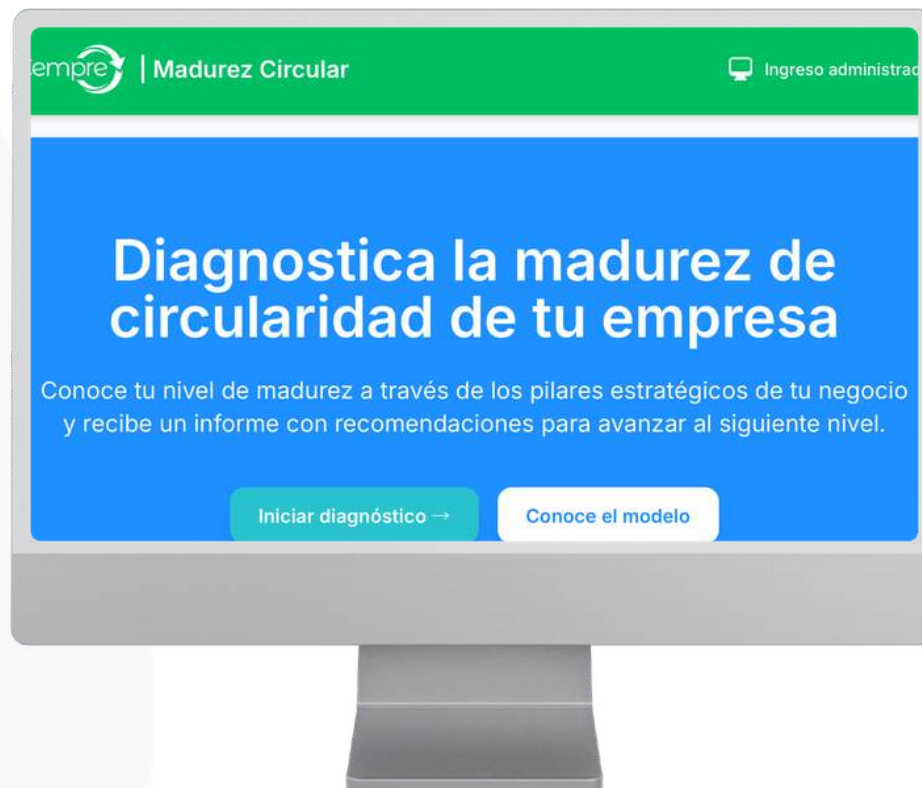 cempre | Madurez Circular
Ingreso administrad
Diagnostica la madurez de
circularidad de tu empresa
Conoce tu nivel de madurez a través de los pilares estratégicos de tu negocio
y recibe un informe con recomendaciones para avanzar al siguiente nivel.
Iniciar diagnóstico →
Conoce el modelo